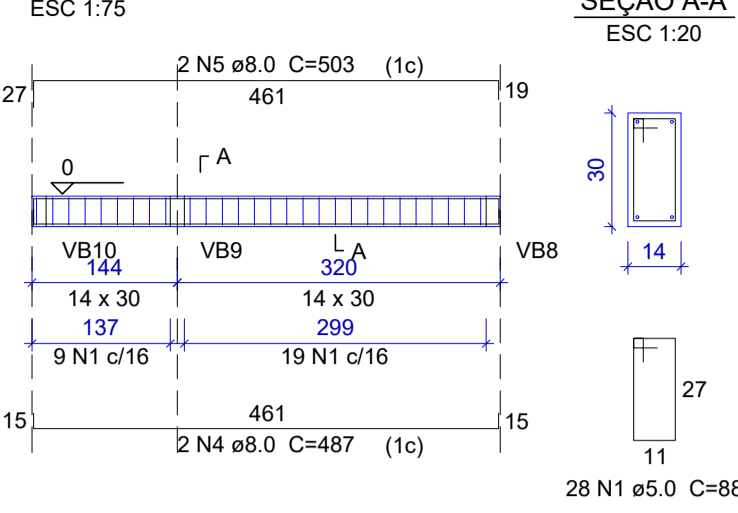 ESC 1:75
SEÇÃO A-A
ESC 1:20
2 N5 ø8.0 C=503 (1c)
27
461
19
A
0
30
VB10
VB9
A
VB8
144
320
14
14 x 30
14 x 30
137
299
9 N1 c/16
19 N1 c/16
27
15
461
15
2 N4 ø8.0 C=487 (1c)
11
28 N1 ø5.0 C=88